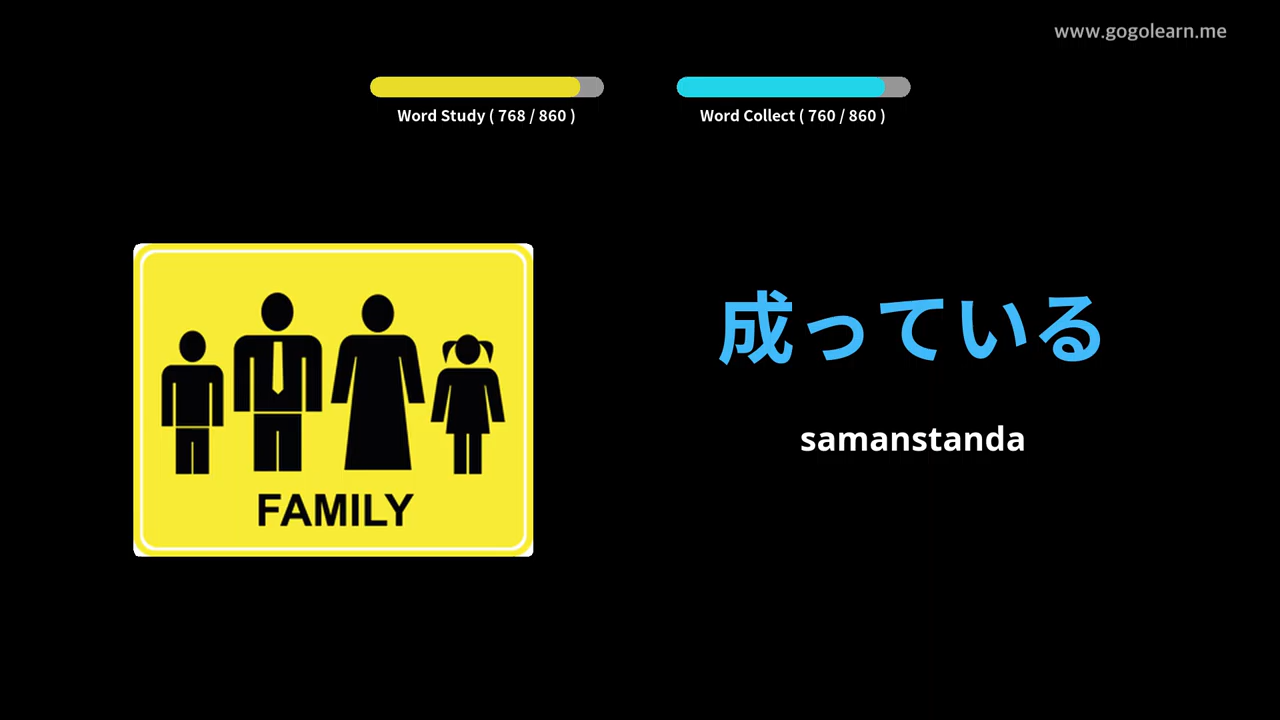 www.gogolearn.me
Word Study ( 768 / 860 )
Word Collect ( 760 / 860 )
成っている
samanstanda
FAMILY